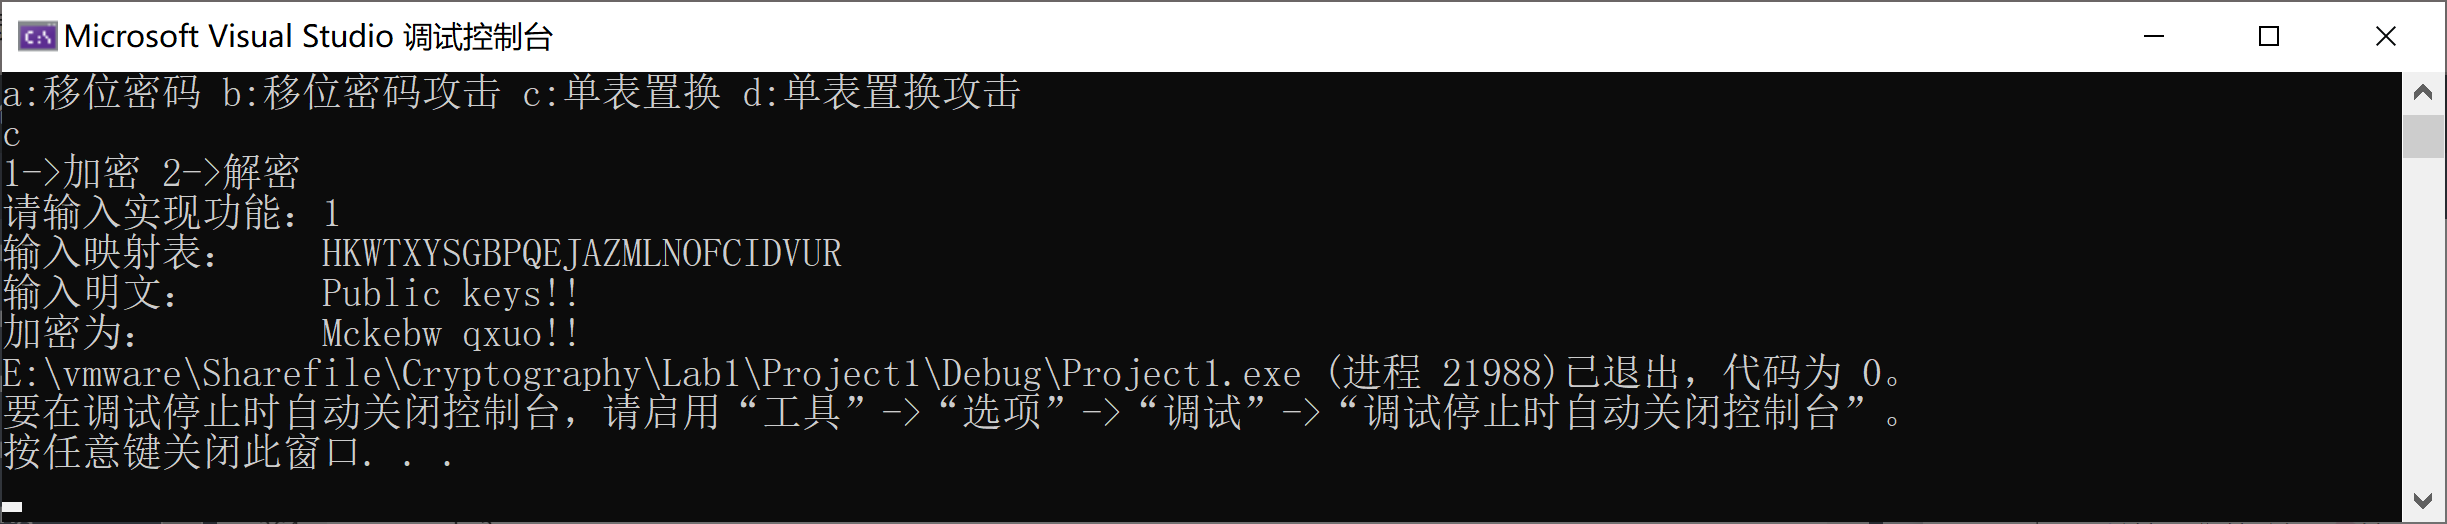 Microsoft Visual Studio 调试控制台
a:移位密码 b:移位密码攻击 c:单表置换 d:单表置换攻击
c
1->加密 2->解密
请输入实现功能：1
输入映射表： HKWTXYSGBPQEJAZMLNOFCIDVUR
输入明文： Public keys!!
加密为： Mckebw qxuo!!
E:\vmware\Sharefile\Cryptography\Lab1\Project1\Debug\Project1.exe (进程 21988)已退出，代码为 0。
要在调试停止时自动关闭控制台，请启用“工具”->“选项”->“调试”->“调试停止时自动关闭控制台”。
按任意键关闭此窗口. . .